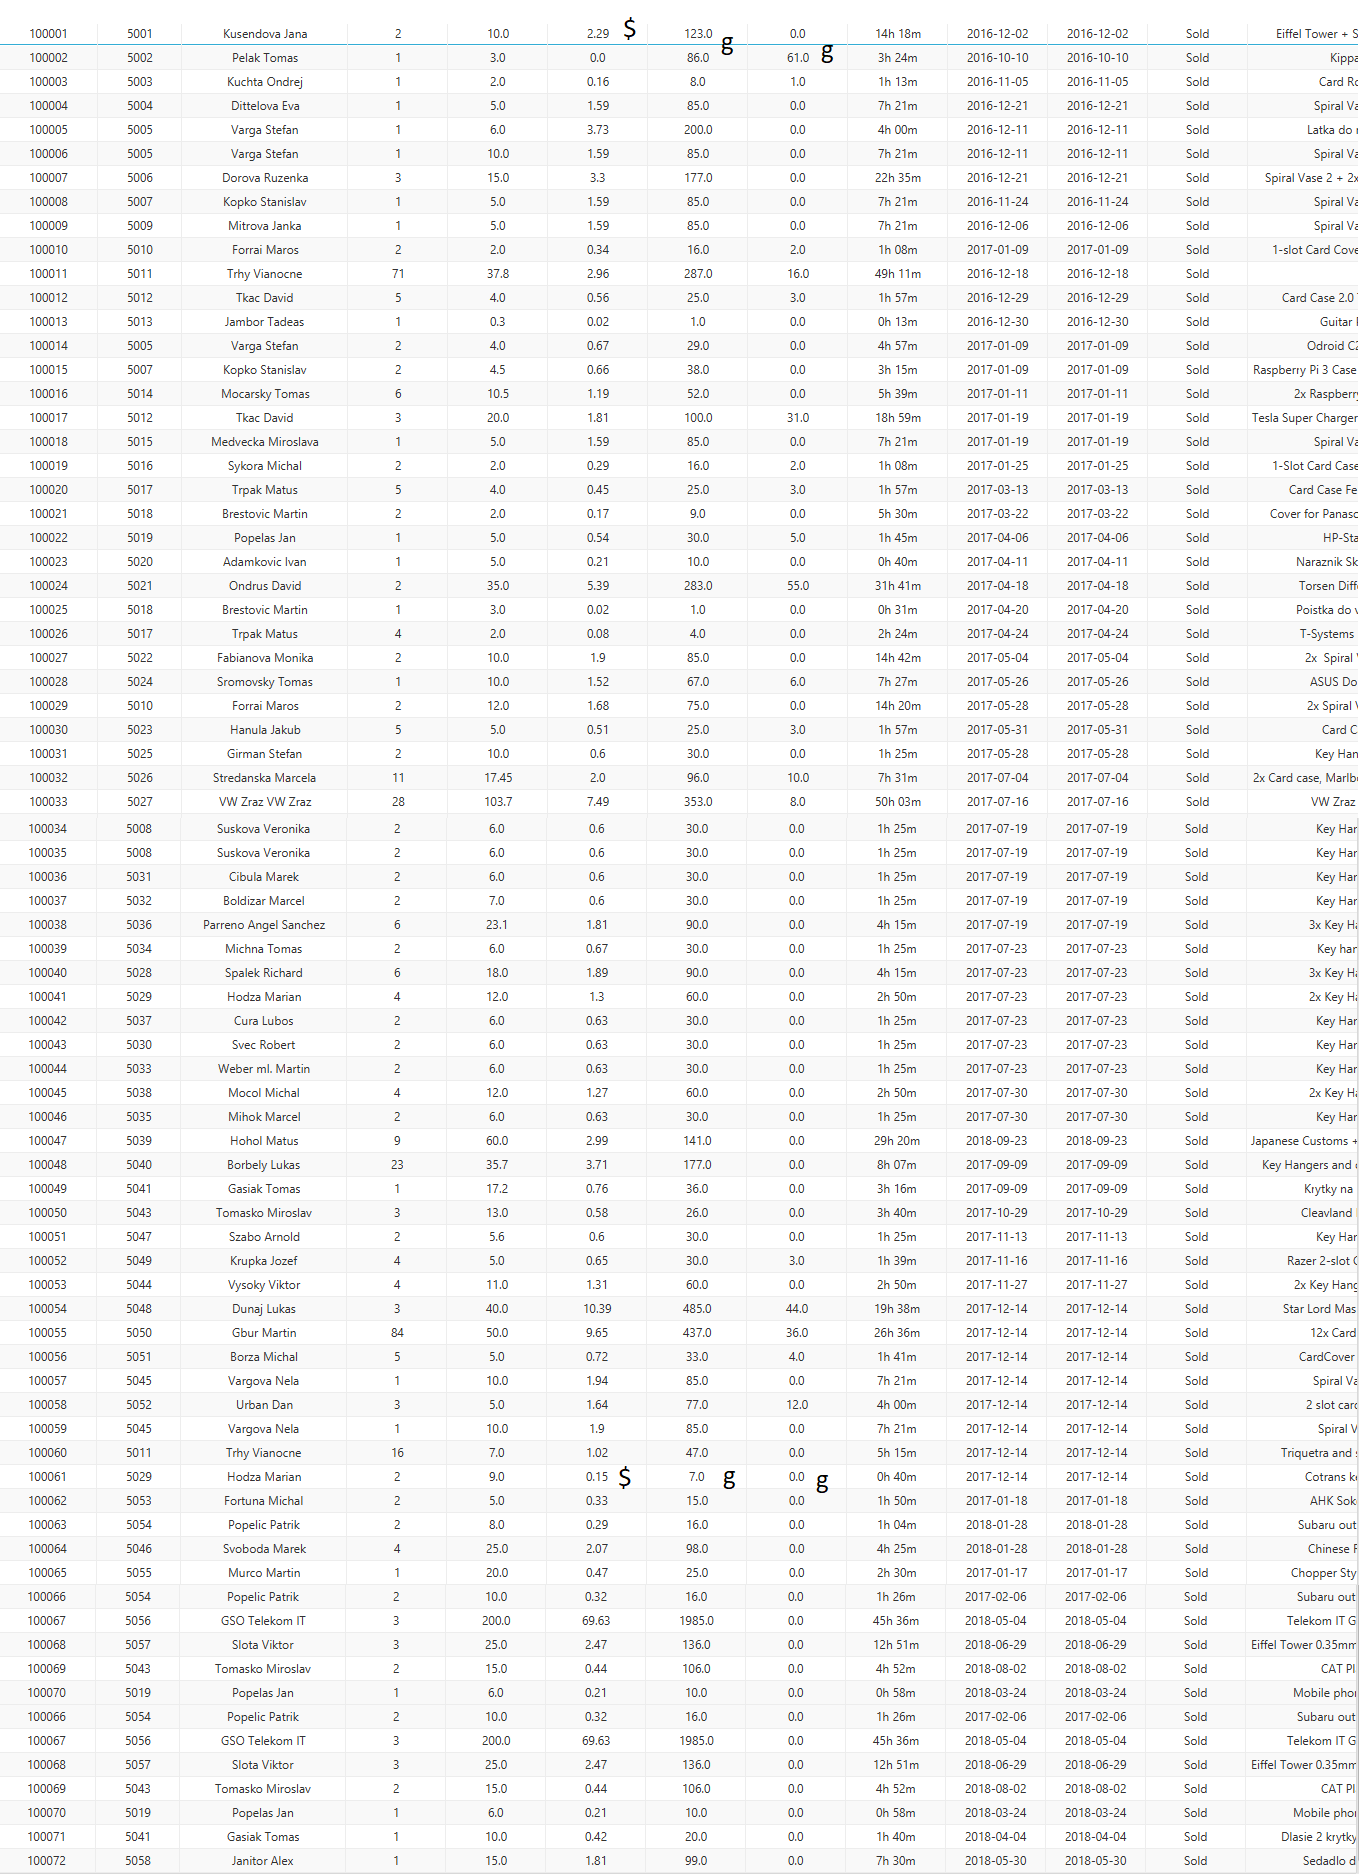 100001 5001 Kusendova Jana 2 10.0 2.29 $ 123.0 g 0.0 14h 18m 2016-12-02 2016-12-02 Sold Eiffel Tower + S
100002 5002 Pelak Tomas 1 3.0 0.0 86.0 61.0 g 3h 24m 2016-10-10 2016-10-10 Sold Kippa
100003 5003 Kuchta Ondrej 1 2.0 0.16 8.0 1.0 1h 13m 2016-11-05 2016-11-05 Sold Card Ro
100004 5004 Dittelova Eva 1 5.0 1.59 85.0 0.0 7h 21m 2016-12-21 2016-12-21 Sold Spiral Va
100005 5005 Varga Stefan 1 6.0 3.73 200.0 0.0 4h 00m 2016-12-11 2016-12-11 Sold Latka do
100006 5005 Varga Stefan 1 10.0 1.59 85.0 0.0 7h 21m 2016-12-11 2016-12-11 Sold Spiral Va
100007 5006 Dorova Ruzenka 3 15.0 3.3 177.0 0.0 22h 35m 2016-12-21 2016-12-21 Sold Spiral Vase 2 + 2x
100008 5007 Kopko Stanislav 1 5.0 1.59 85.0 0.0 7h 21m 2016-11-24 2016-11-24 Sold Spiral Va
100009 5009 Mitrova Janka 1 5.0 1.59 85.0 0.0 7h 21m 2016-12-06 2016-12-06 Sold Spiral Va
100010 5010 Forrai Maros 2 2.0 0.34 16.0 2.0 1h 08m 2017-01-09 2017-01-09 Sold 1-slot Card Cove
100011 5011 Trhy Vianocne 71 37.8 2.96 287.0 16.0 49h 11m 2016-12-18 2016-12-18 Sold
100012 5012 Tkac David 5 4.0 0.56 25.0 3.0 1h 57m 2016-12-29 2016-12-29 Sold Card Case 2.0
100013 5013 Jambor Tadeas 1 0.3 0.02 1.0 0.0 0h 13m 2016-12-30 2016-12-30 Sold Guitar
100014 5005 Varga Stefan 2 4.0 0.67 29.0 0.0 4h 57m 2017-01-09 2017-01-09 Sold Odroid C2
100015 5007 Kopko Stanislav 2 4.5 0.66 38.0 0.0 3h 15m 2017-01-09 2017-01-09 Sold Raspberry Pi 3 Case
100016 5014 Mocarsky Tomas 6 10.5 1.19 52.0 0.0 5h 39m 2017-01-11 2017-01-11 Sold 2x Raspberry
100017 5012 Tkac David 3 20.0 1.81 100.0 31.0 18h 59m 2017-01-19 2017-01-19 Sold Tesla Super Charger
100018 5015 Medvecka Miroslava 1 5.0 1.59 85.0 0.0 7h 21m 2017-01-19 2017-01-19 Sold Spiral Va
100019 5016 Sykora Michal 2 2.0 0.29 16.0 2.0 1h 08m 2017-01-25 2017-01-25 Sold 1-Slot Card Case
100020 5017 Trpak Matus 5 4.0 0.45 25.0 3.0 1h 57m 2017-03-13 2017-03-13 Sold Card Case Fe
100021 5018 Brestovic Martin 2 2.0 0.17 9.0 0.0 5h 30m 2017-03-22 2017-03-22 Sold Cover for Panaso
100022 5019 Popelas Jan 1 5.0 0.54 30.0 5.0 1h 45m 2017-04-06 2017-04-06 Sold HP-Sta
100023 5020 Adamkovic Ivan 1 5.0 0.21 10.0 0.0 0h 40m 2017-04-11 2017-04-11 Sold Naraznik Sk
100024 5021 Ondrus David 2 35.0 5.39 283.0 55.0 31h 41m 2017-04-18 2017-04-18 Sold Torsen Diff
100025 5018 Brestovic Martin 1 3.0 0.02 1.0 0.0 0h 31m 2017-04-20 2017-04-20 Sold Poistka do v
100026 5017 Trpak Matus 4 2.0 0.08 4.0 0.0 2h 24m 2017-04-24 2017-04-24 Sold T-Systems
100027 5022 Fabianova Monika 2 10.0 1.9 85.0 0.0 14h 42m 2017-05-04 2017-05-04 Sold 2x Spiral
100028 5024 Sromovsky Tomas 1 10.0 1.52 67.0 6.0 7h 27m 2017-05-26 2017-05-26 Sold ASUS Do
100029 5010 Forrai Maros 2 12.0 1.68 75.0 0.0 14h 20m 2017-05-28 2017-05-28 Sold 2x Spiral
100030 5023 Hanula Jakub 5 5.0 0.51 25.0 3.0 1h 57m 2017-05-31 2017-05-31 Sold Card C
100031 5025 Girman Stefan 2 10.0 0.6 30.0 0.0 1h 25m 2017-05-28 2017-05-28 Sold Key Han
100032 5026 Stredanska Marcela 11 17.45 2.0 96.0 10.0 7h 31m 2017-07-04 2017-07-04 Sold 2x Card case, Marlbo
100033 5027 VW Zraz VW Zraz 28 103.7 7.49 353.0 8.0 50h 03m 2017-07-16 2017-07-16 Sold VW Zraz
100034 5008 Suskova Veronika 2 6.0 0.6 30.0 0.0 1h 25m 2017-07-19 2017-07-19 Sold Key Har
100035 5008 Suskova Veronika 2 6.0 0.6 30.0 0.0 1h 25m 2017-07-19 2017-07-19 Sold Key Har
100036 5031 Cibula Marek 2 6.0 0.6 30.0 0.0 1h 25m 2017-07-19 2017-07-19 Sold Key Har
100037 5032 Boldizar Marcel 2 7.0 0.6 30.0 0.0 1h 25m 2017-07-19 2017-07-19 Sold Key Har
100038 5036 Parreno Angel Sanchez 6 23.1 1.81 90.0 0.0 4h 15m 2017-07-19 2017-07-19 Sold 3x Key Ha
100039 5034 Michna Tomas 2 6.0 0.67 30.0 0.0 1h 25m 2017-07-23 2017-07-23 Sold Key har
100040 5028 Spalek Richard 6 18.0 1.89 90.0 0.0 4h 15m 2017-07-23 2017-07-23 Sold 3x Key Ha
100041 5029 Hodza Marian 4 12.0 1.3 60.0 0.0 2h 50m 2017-07-23 2017-07-23 Sold 2x Key Ha
100042 5037 Cura Lubos 2 6.0 0.63 30.0 0.0 1h 25m 2017-07-23 2017-07-23 Sold Key Har
100043 5030 Svec Robert 2 6.0 0.63 30.0 0.0 1h 25m 2017-07-23 2017-07-23 Sold Key Har
100044 5033 Weber ml. Martin 2 6.0 0.63 30.0 0.0 1h 25m 2017-07-23 2017-07-23 Sold Key Har
100045 5038 Mocol Michal 4 12.0 1.27 60.0 0.0 2h 50m 2017-07-30 2017-07-30 Sold 2x Key Ha
100046 5035 Mihok Marcel 2 6.0 0.63 30.0 0.0 1h 25m 2017-07-30 2017-07-30 Sold Key Har
100047 5039 Hohol Matus 9 60.0 2.99 141.0 0.0 29h 20m 2018-09-23 2018-09-23 Sold Japanese Customs +
100048 5040 Borbely Lukas 23 35.7 3.71 177.0 0.0 8h 07m 2017-09-09 2017-09-09 Sold Key Hangers and
100049 5041 Gasiak Tomas 1 17.2 0.76 36.0 0.0 3h 16m 2017-09-09 2017-09-09 Sold Krytky na
100050 5043 Tomasko Miroslav 3 13.0 0.58 26.0 0.0 3h 40m 2017-10-29 2017-10-29 Sold Cleavland
100051 5047 Szabo Arnold 2 5.6 0.6 30.0 0.0 1h 25m 2017-11-13 2017-11-13 Sold Key Har
100052 5049 Krupka Jozef 4 5.0 0.65 30.0 3.0 1h 39m 2017-11-16 2017-11-16 Sold Razer 2-slot C
100053 5044 Vysoky Viktor 4 11.0 1.31 60.0 0.0 2h 50m 2017-11-27 2017-11-27 Sold 2x Key Hang
100054 5048 Dunaj Lukas 3 40.0 10.39 485.0 44.0 19h 38m 2017-12-14 2017-12-14 Sold Star Lord Mas
100055 5050 Gbur Martin 84 50.0 9.65 437.0 36.0 26h 36m 2017-12-14 2017-12-14 Sold 12x Card
100056 5051 Borza Michal 5 5.0 0.72 33.0 4.0 1h 41m 2017-12-14 2017-12-14 Sold CardCover
100057 5045 Vargova Nela 1 10.0 1.94 85.0 0.0 7h 21m 2017-12-14 2017-12-14 Sold Spiral Va
100058 5052 Urban Dan 3 5.0 1.64 77.0 12.0 4h 00m 2017-12-14 2017-12-14 Sold 2 slot card
100059 5045 Vargova Nela 1 10.0 1.9 85.0 0.0 7h 21m 2017-12-14 2017-12-14 Sold Spiral V
100060 5011 Trhy Vianocne 16 7.0 1.02 47.0 0.0 5h 15m 2017-12-14 2017-12-14 Sold Triquetra and s
100061 5029 Hodza Marian 2 9.0 0.15 $ 7.0 g 0.0 g 0h 40m 2017-12-14 2017-12-14 Sold Cotrans ke
100062 5053 Fortuna Michal 2 5.0 0.33 15.0 0.0 1h 50m 2017-01-18 2017-01-18 Sold AHK Sok
100063 5054 Popelic Patrik 2 8.0 0.29 16.0 0.0 1h 04m 2018-01-28 2018-01-28 Sold Subaru out
100064 5046 Svoboda Marek 4 25.0 2.07 98.0 0.0 4h 25m 2018-01-28 2018-01-28 Sold Chinese F
100065 5055 Murco Martin 1 20.0 0.47 25.0 0.0 2h 30m 2017-01-17 2017-01-17 Sold Chopper Sty
100066 5054 Popelic Patrik 2 10.0 0.32 16.0 0.0 1h 26m 2017-02-06 2017-02-06 Sold Subaru out
100067 5056 GSO Telekom IT 3 200.0 69.63 1985.0 0.0 45h 36m 2018-05-04 2018-05-04 Sold Telekom IT G
100068 5057 Slota Viktor 3 25.0 2.47 136.0 0.0 12h 51m 2018-06-29 2018-06-29 Sold Eiffel Tower 0.35mm
100069 5043 Tomasko Miroslav 2 15.0 0.44 106.0 0.0 4h 52m 2018-08-02 2018-08-02 Sold CAT Pl
100070 5019 Popelas Jan 1 6.0 0.21 10.0 0.0 0h 58m 2018-03-24 2018-03-24 Sold Mobile phor
100066 5054 Popelic Patrik 2 10.0 0.32 16.0 0.0 1h 26m 2017-02-06 2017-02-06 Sold Subaru out
100067 5056 GSO Telekom IT 3 200.0 69.63 1985.0 0.0 45h 36m 2018-05-04 2018-05-04 Sold Telekom IT G
100068 5057 Slota Viktor 3 25.0 2.47 136.0 0.0 12h 51m 2018-06-29 2018-06-29 Sold Eiffel Tower 0.35mm
100069 5043 Tomasko Miroslav 2 15.0 0.44 106.0 0.0 4h 52m 2018-08-02 2018-08-02 Sold CAT Pl
100070 5019 Popelas Jan 1 6.0 0.21 10.0 0.0 0h 58m 2018-03-24 2018-03-24 Sold Mobile phor
100071 5041 Gasiak Tomas 1 10.0 0.42 20.0 0.0 1h 40m 2018-04-04 2018-04-04 Sold Dlasie 2 krytky
100072 5058 Janitor Alex 1 15.0 1.81 99.0 0.0 7h 30m 2018-05-30 2018-05-30 Sold Sedadlo d